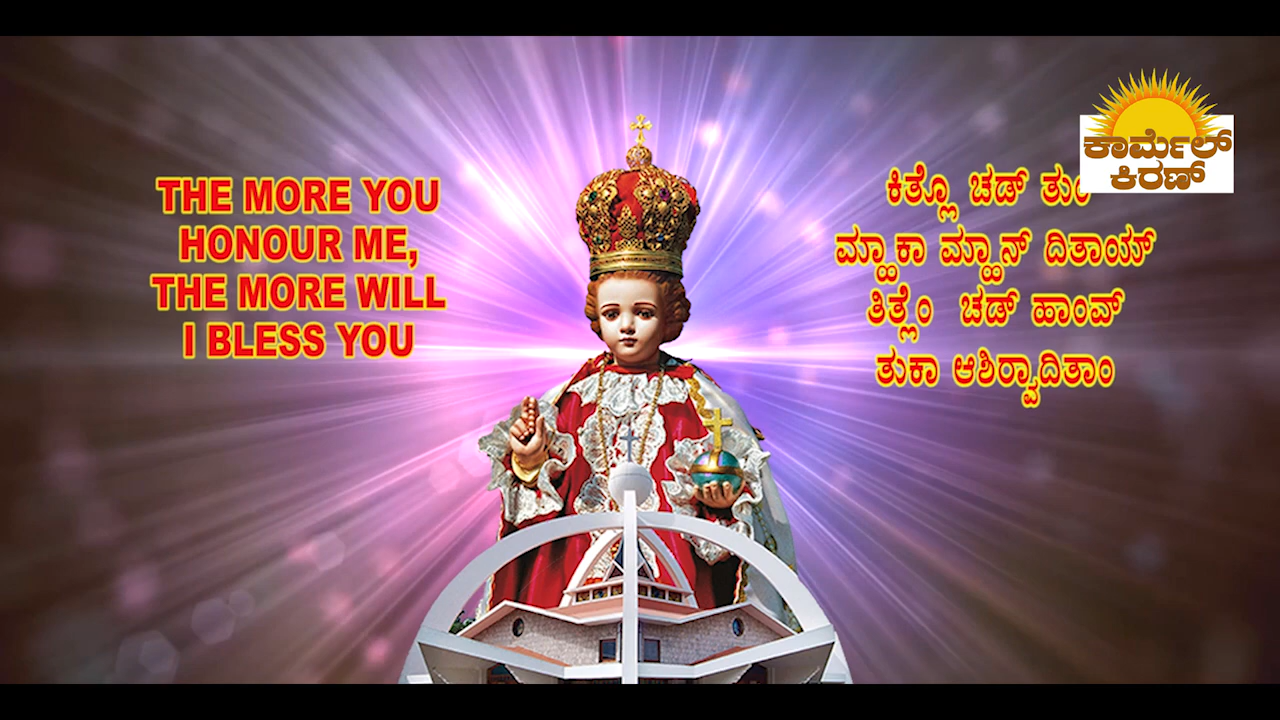 THE MORE YOU
HONOUR ME,
THE MORE WILL
I BLESS YOU
ಕಾರ್ಮೆಲ್
ಕಿರಣ್
ಕಿತ್ಲೊ ಚಡ್ ತುಂ
ಮ್ಹಾಕಾ ಮ್ಹಾನ್ ದಿತಾಯ್
ತಿತ್ಲೆಂ ಚಡ್ ಹಾಂವ್
ತುಕಾ ಆಶಿರ‍್ವಾದಿತಾಂ